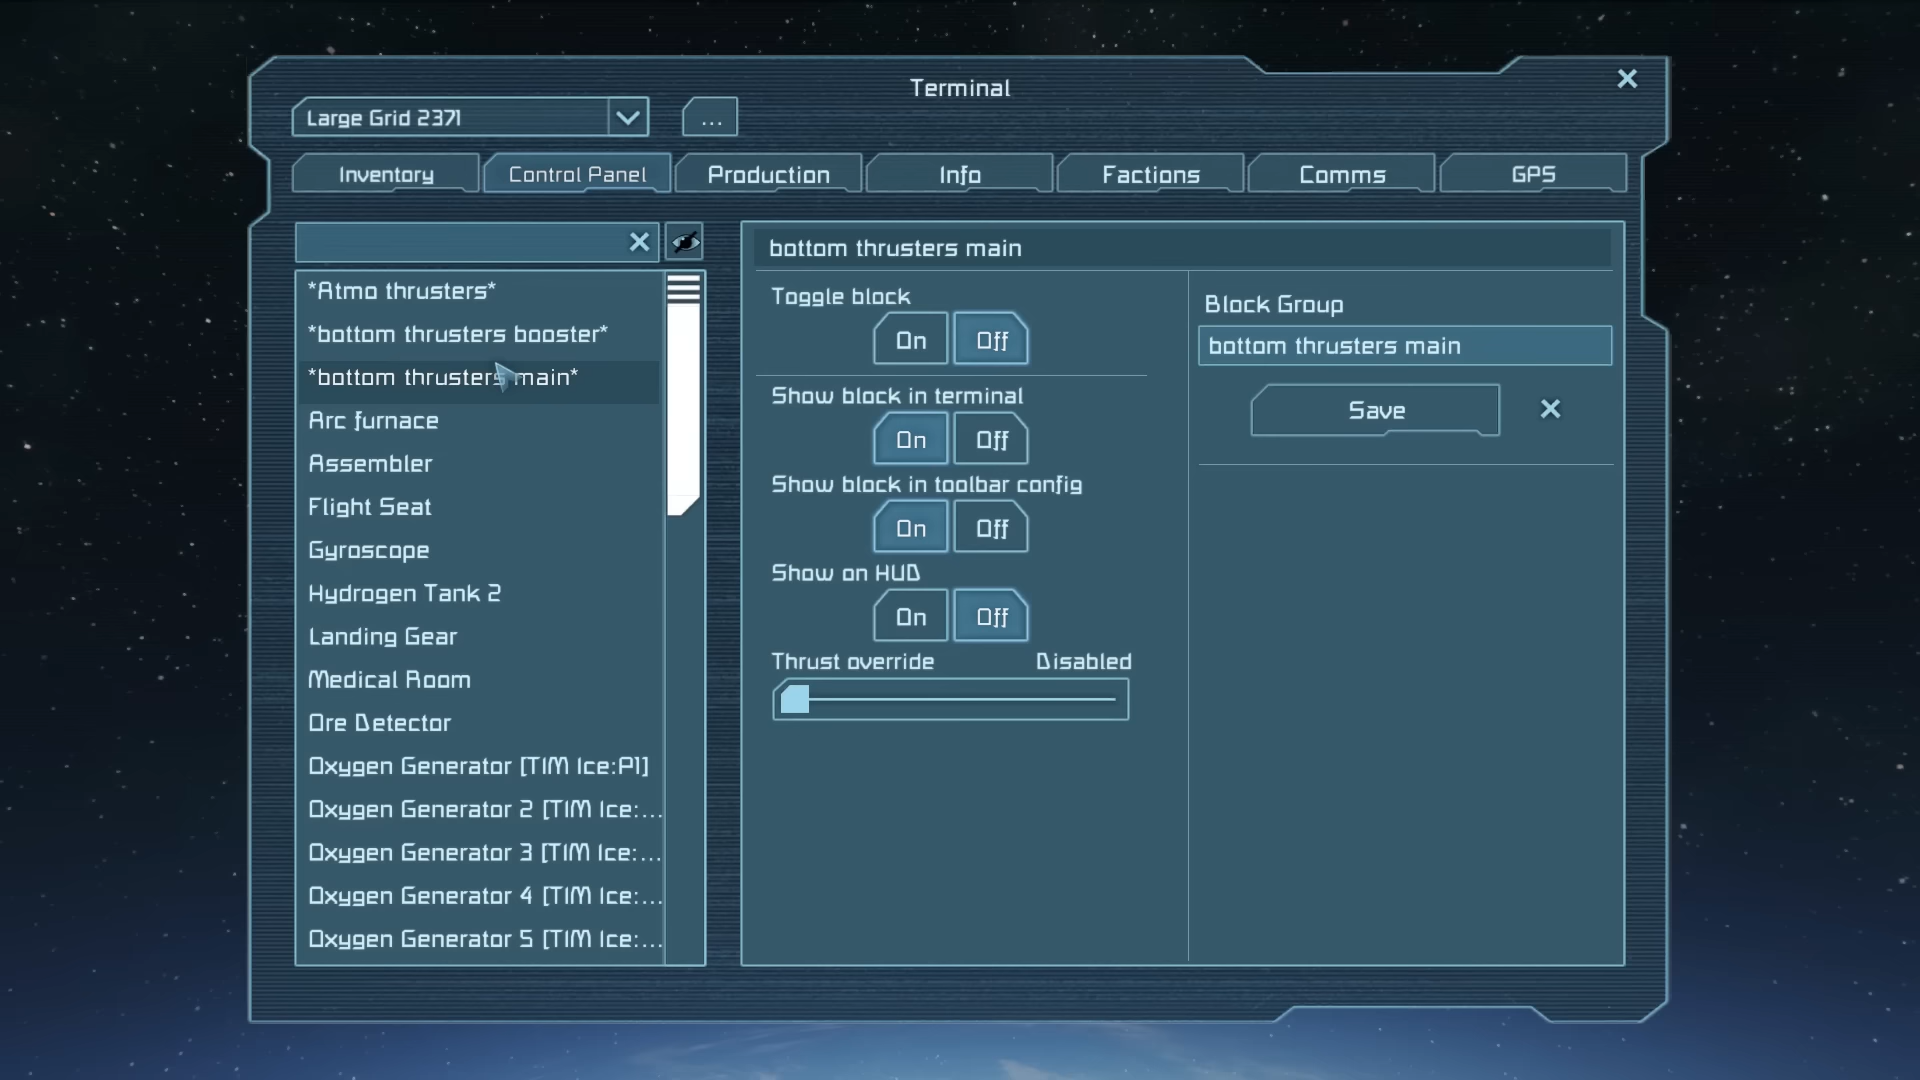 Terminal
Large Grid 2371
...
Inventory
Control Panel
Production
Info
Factions
Comms
GPS
*Atmo thrusters*
*bottom thrusters booster*
*bottom thrusters main*
Arc furnace
Assembler
Flight Seat
Gyroscope
Hydrogen Tank 2
Landing Gear
Medical Room
Ore Detector
Oxygen Generator [TIM Ice:P1]
Oxygen Generator 2 [TIM Ice:...
Oxygen Generator 3 [TIM Ice:...
Oxygen Generator 4 [TIM Ice:...
Oxygen Generator 5 [TIM Ice:...
bottom thrusters main
Toggle block
On Off
Show block in terminal
On Off
Show block in toolbar config
On Off
Show on HUD
On Off
Thrust override Disabled
Block Group
bottom thrusters main
Save